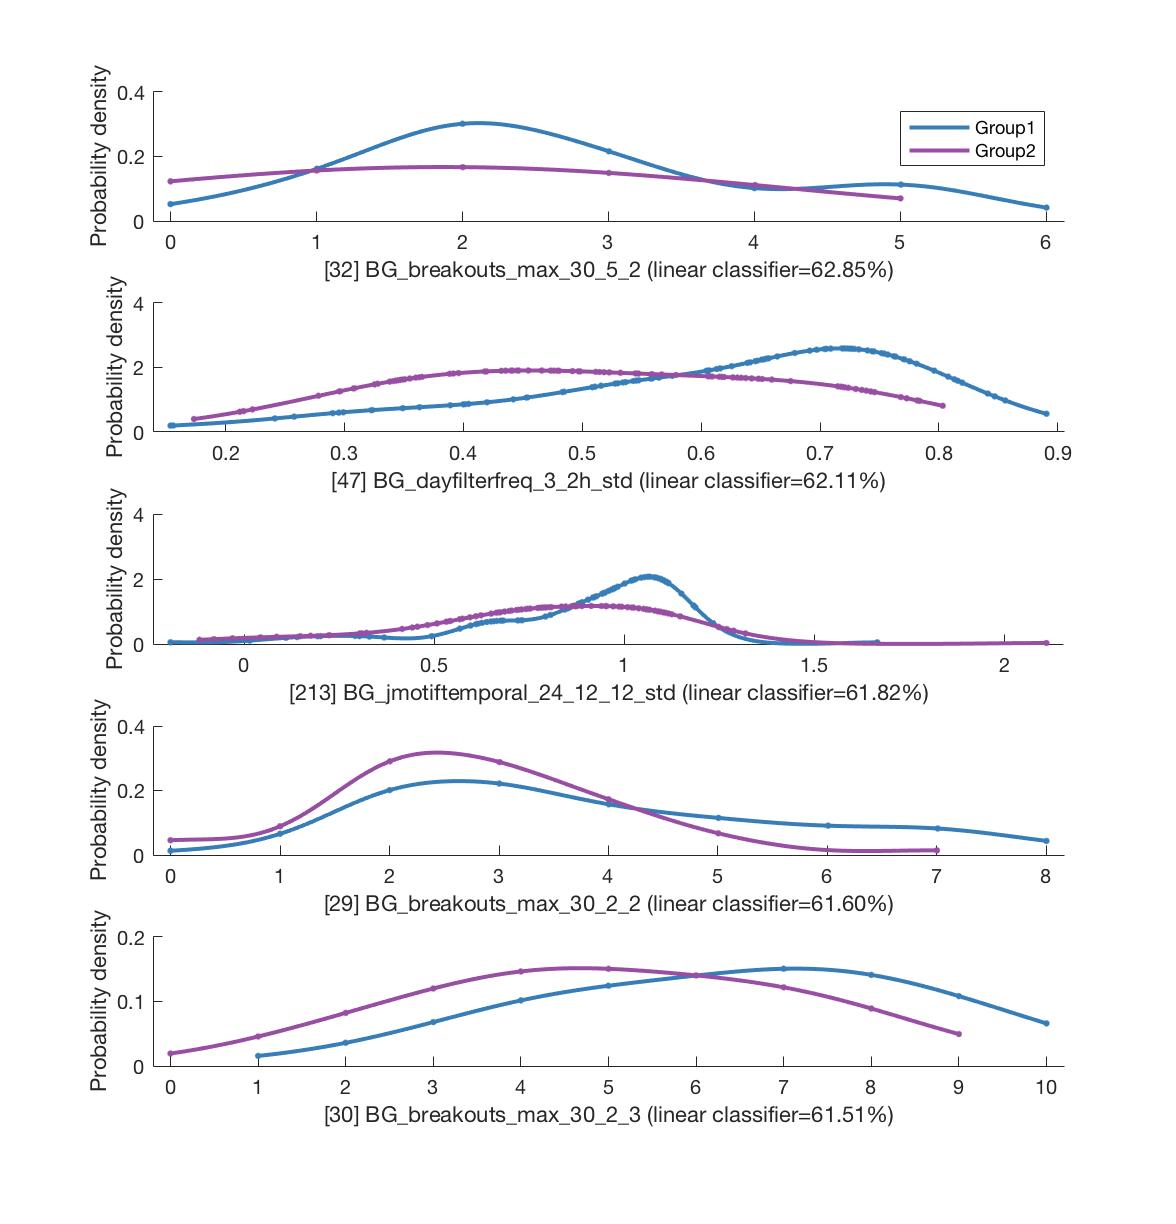 Probability density
0.4
0.2
0
Group1
Group2
0 1 2 3 4 5 6
[32] BG_breakouts_max_30_5_2 (linear classifier=62.85%)
Probability density
4
2
0
0.2 0.3 0.4 0.5 0.6 0.7 0.8 0.9
[47] BG_dayfilterfreq_3_2h_std (linear classifier=62.11%)
Probability density
4
2
0
0 0.5 1 1.5 2
[213] BG_jmotiftemporal_24_12_12_std (linear classifier=61.82%)
Probability density
0.4
0.2
0
0 1 2 3 4 5 6 7 8
[29] BG_breakouts_max_30_2_2 (linear classifier=61.60%)
Probability density
0.2
0.1
0
0 1 2 3 4 5 6 7 8 9 10
[30] BG_breakouts_max_30_2_3 (linear classifier=61.51%)